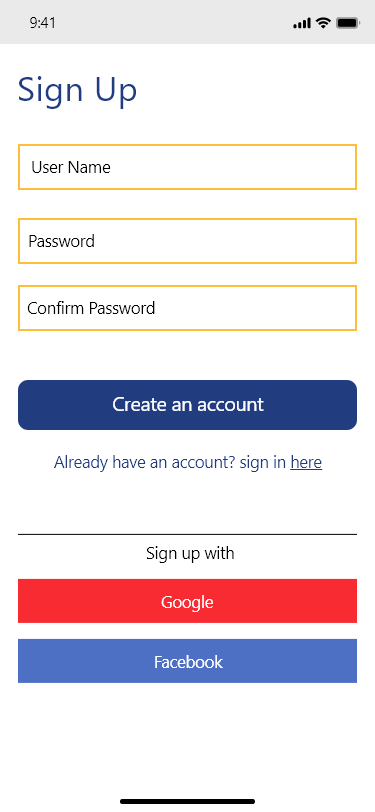 9:41
Sign Up
User Name
Password
Confirm Password
Create an account
Already have an account? sign in here
Sign up with
Google
Facebook